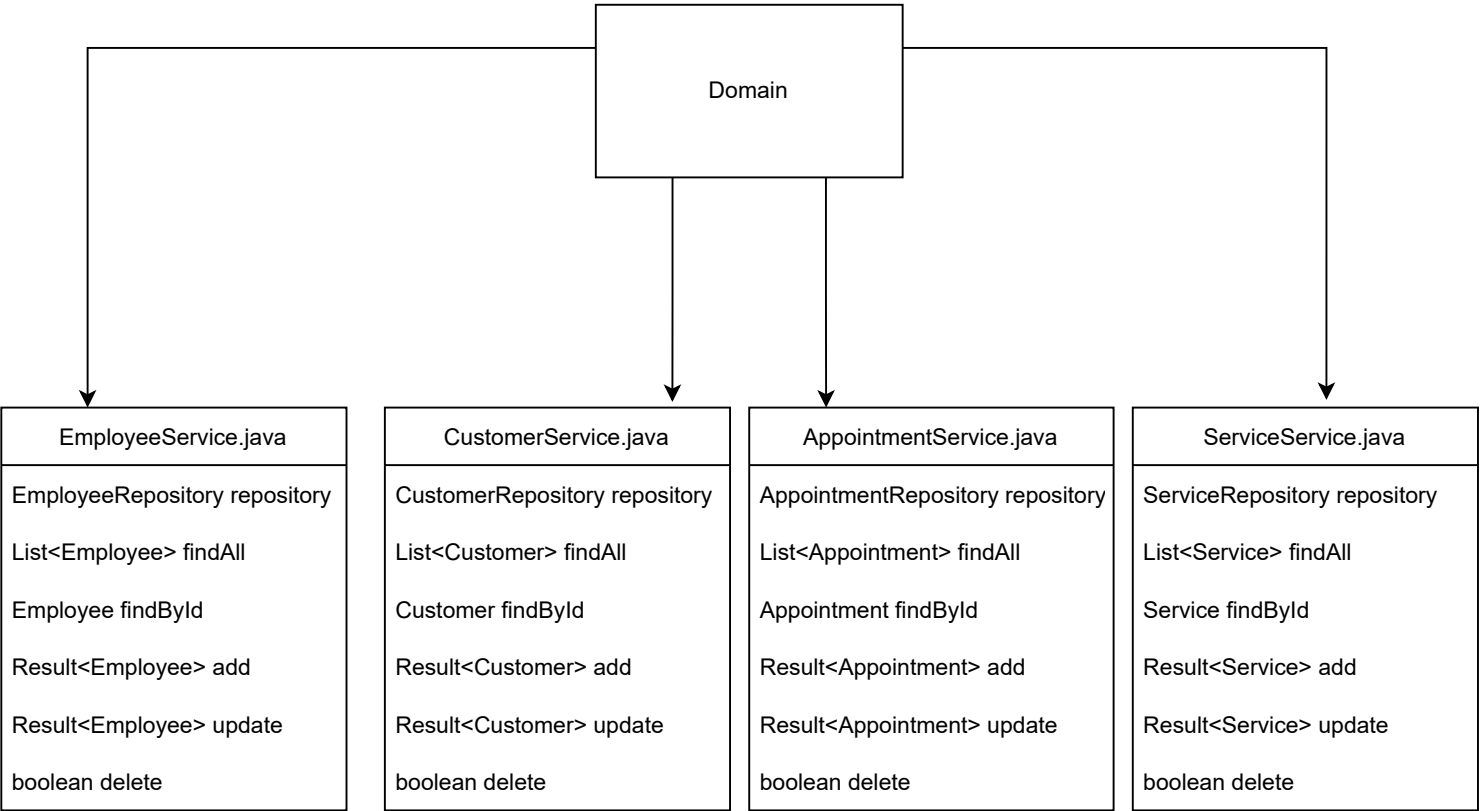 Domain
EmployeeService.java
EmployeeRepository repository
List<Employee> findAll
Employee findById
Result<Employee> add
Result<Employee> update
boolean delete
CustomerService.java
CustomerRepository repository
List<Customer> findAll
Customer findById
Result<Customer> add
Result<Customer> update
boolean delete
AppointmentService.java
AppointmentRepository repository
List<Appointment> findAll
Appointment findById
Result<Appointment> add
Result<Appointment> update
boolean delete
ServiceService.java
ServiceRepository repository
List<Service> findAll
Service findById
Result<Service> add
Result<Service> update
boolean delete